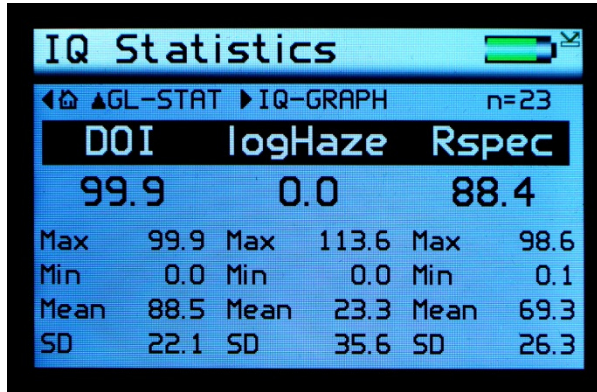 IQ Statistics
GL-STAT IQ-GRAPH n=23
DOI logHaze Rspec
99.9 0.0 88.4
Max 99.9 Max 113.6 Max 98.6
Min 0.0 Min 0.0 Min 0.1
Mean 88.5 Mean 23.3 Mean 69.3
SD 22.1 SD 35.6 SD 26.3